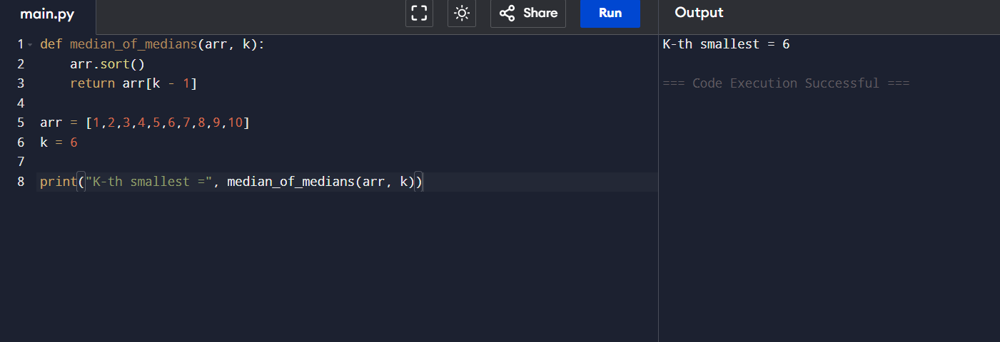 main.py
Share
Run
Output
1 def median_of_medians(arr, k):
2     arr.sort()
3     return arr[k - 1]
4
5 arr = [1,2,3,4,5,6,7,8,9,10]
6 k = 6
7
8 print("K-th smallest =", median_of_medians(arr, k))
K-th smallest = 6
=== Code Execution Successful ===